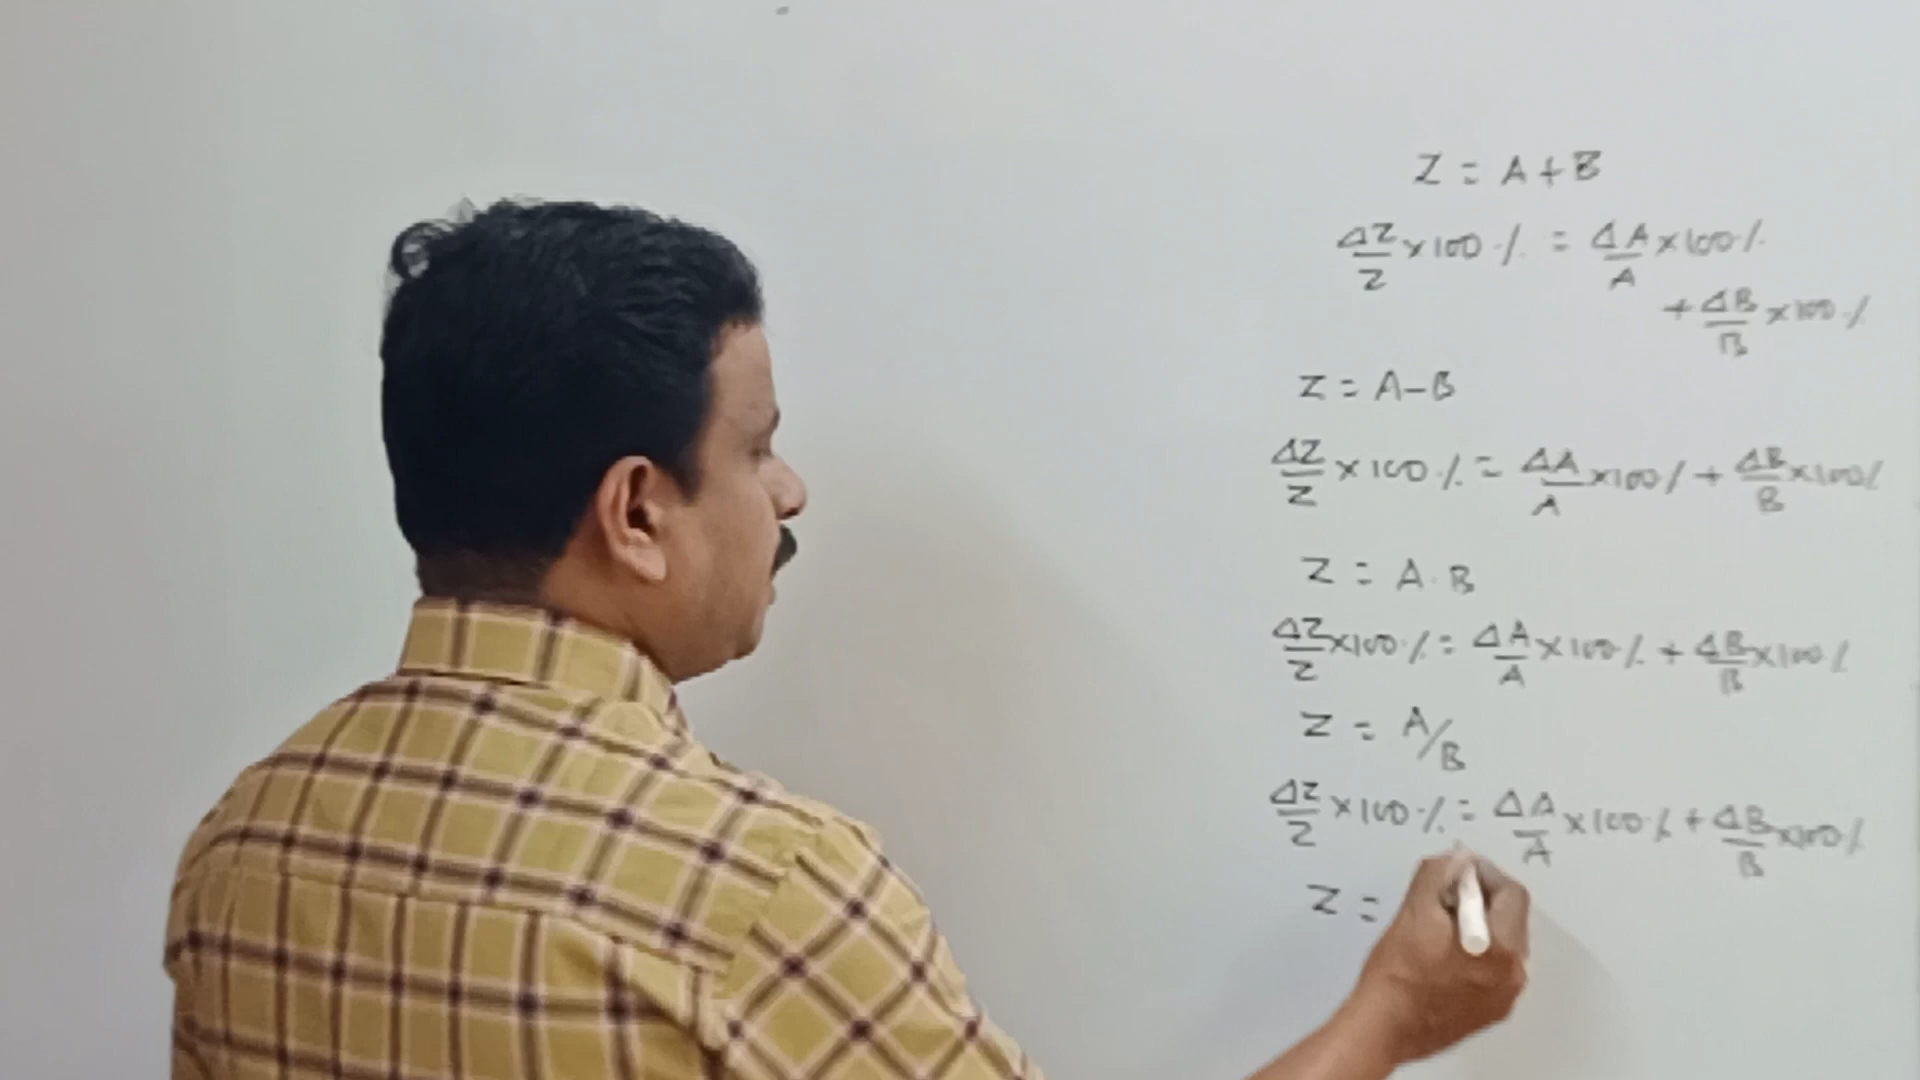 Z = A + B
ΔZ/Z × 100 % = ΔA/A × 100 %
+ ΔB/B × 100 %
Z = A - B
ΔZ/Z × 100 % = ΔA/A × 100 % + ΔB/B × 100 %
Z = A . B
ΔZ/Z × 100 % = ΔA/A × 100 % + ΔB/B × 100 %
Z = A/B
ΔZ/Z × 100 % = ΔA/A × 100 % + ΔB/B × 100 %
Z =